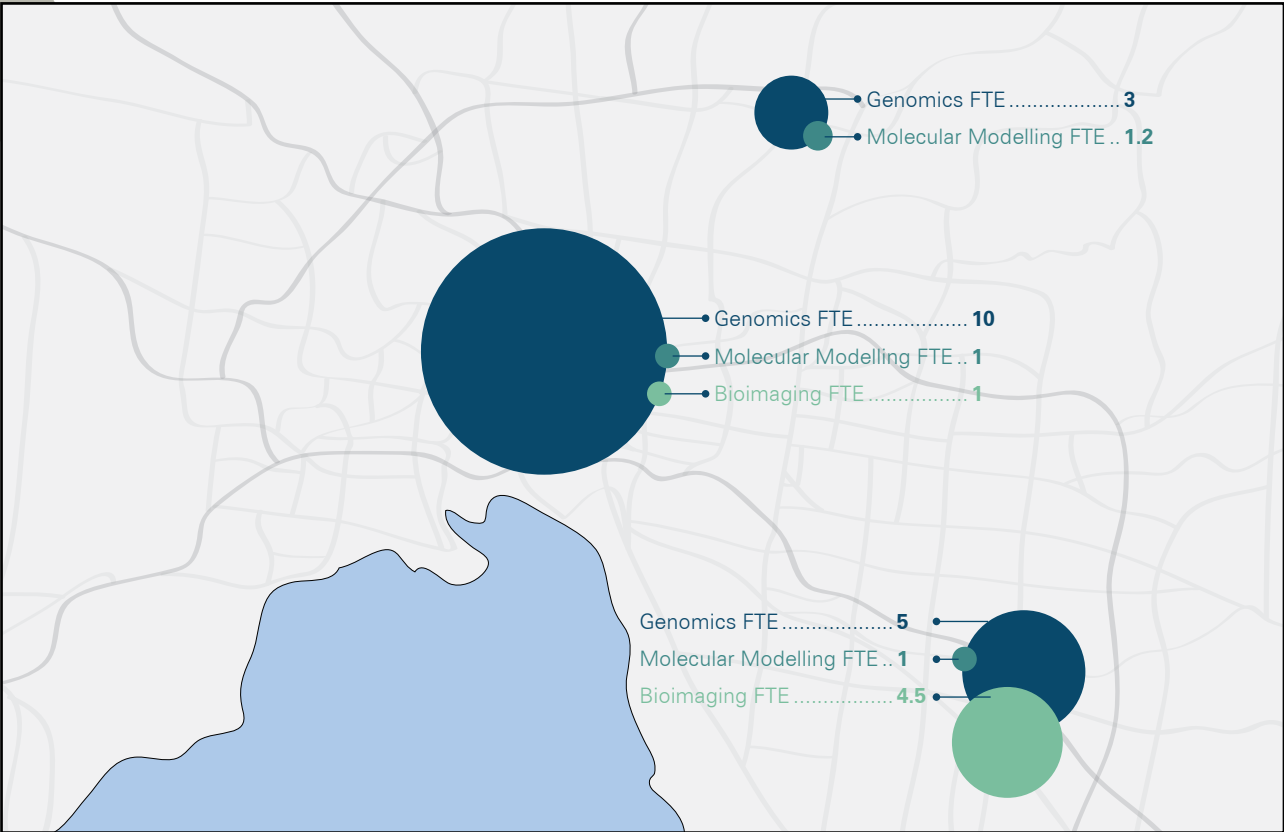 Genomics FTE...................3
Molecular Modelling FTE..1.2
Genomics FTE...................10
Molecular Modelling FTE..1
Bioimaging FTE.................1
Genomics FTE...................5
Molecular Modelling FTE..1
Bioimaging FTE.................4.5